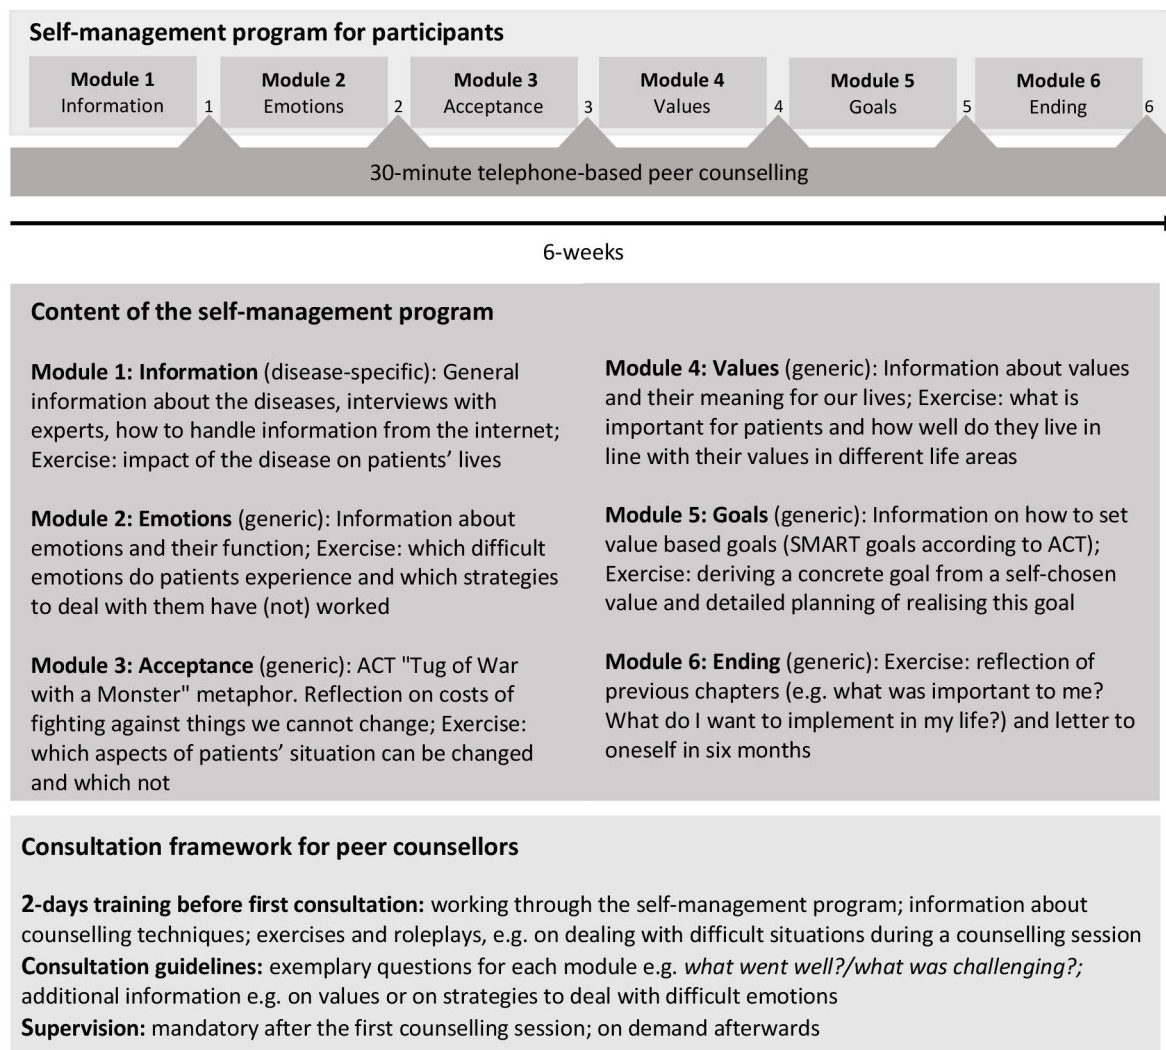 Self-management program for participants
Module 1 Module 2 Module 3 Module 4 Module 5 Module 6
Information Emotions Acceptance Values Goals Ending
1 2 3 4 5 6
30-minute telephone-based peer counselling
6-weeks
Content of the self-management program
Module 1: Information (disease-specific): General
information about the diseases, interviews with
experts, how to handle information from the internet;
Exercise: impact of the disease on patients’ lives
Module 2: Emotions (generic): Information about
emotions and their function; Exercise: which difficult
emotions do patients experience and which strategies
to deal with them have (not) worked
Module 3: Acceptance (generic): ACT "Tug of War
with a Monster" metaphor. Reflection on costs of
fighting against things we cannot change; Exercise:
which aspects of patients’ situation can be changed
and which not
Module 4: Values (generic): Information about values
and their meaning for our lives; Exercise: what is
important for patients and how well do they live in
line with their values in different life areas
Module 5: Goals (generic): Information on how to set
value based goals (SMART goals according to ACT);
Exercise: deriving a concrete goal from a self-chosen
value and detailed planning of realising this goal
Module 6: Ending (generic): Exercise: reflection of
previous chapters (e.g. what was important to me?
What do I want to implement in my life?) and letter to
oneself in six months
Consultation framework for peer counsellors
2-days training before first consultation: working through the self-management program; information about
counselling techniques; exercises and roleplays, e.g. on dealing with difficult situations during a counselling session
Consultation guidelines: exemplary questions for each module e.g. what went well?/what was challenging?;
additional information e.g. on values or on strategies to deal with difficult emotions
Supervision: mandatory after the first counselling session; on demand afterwards